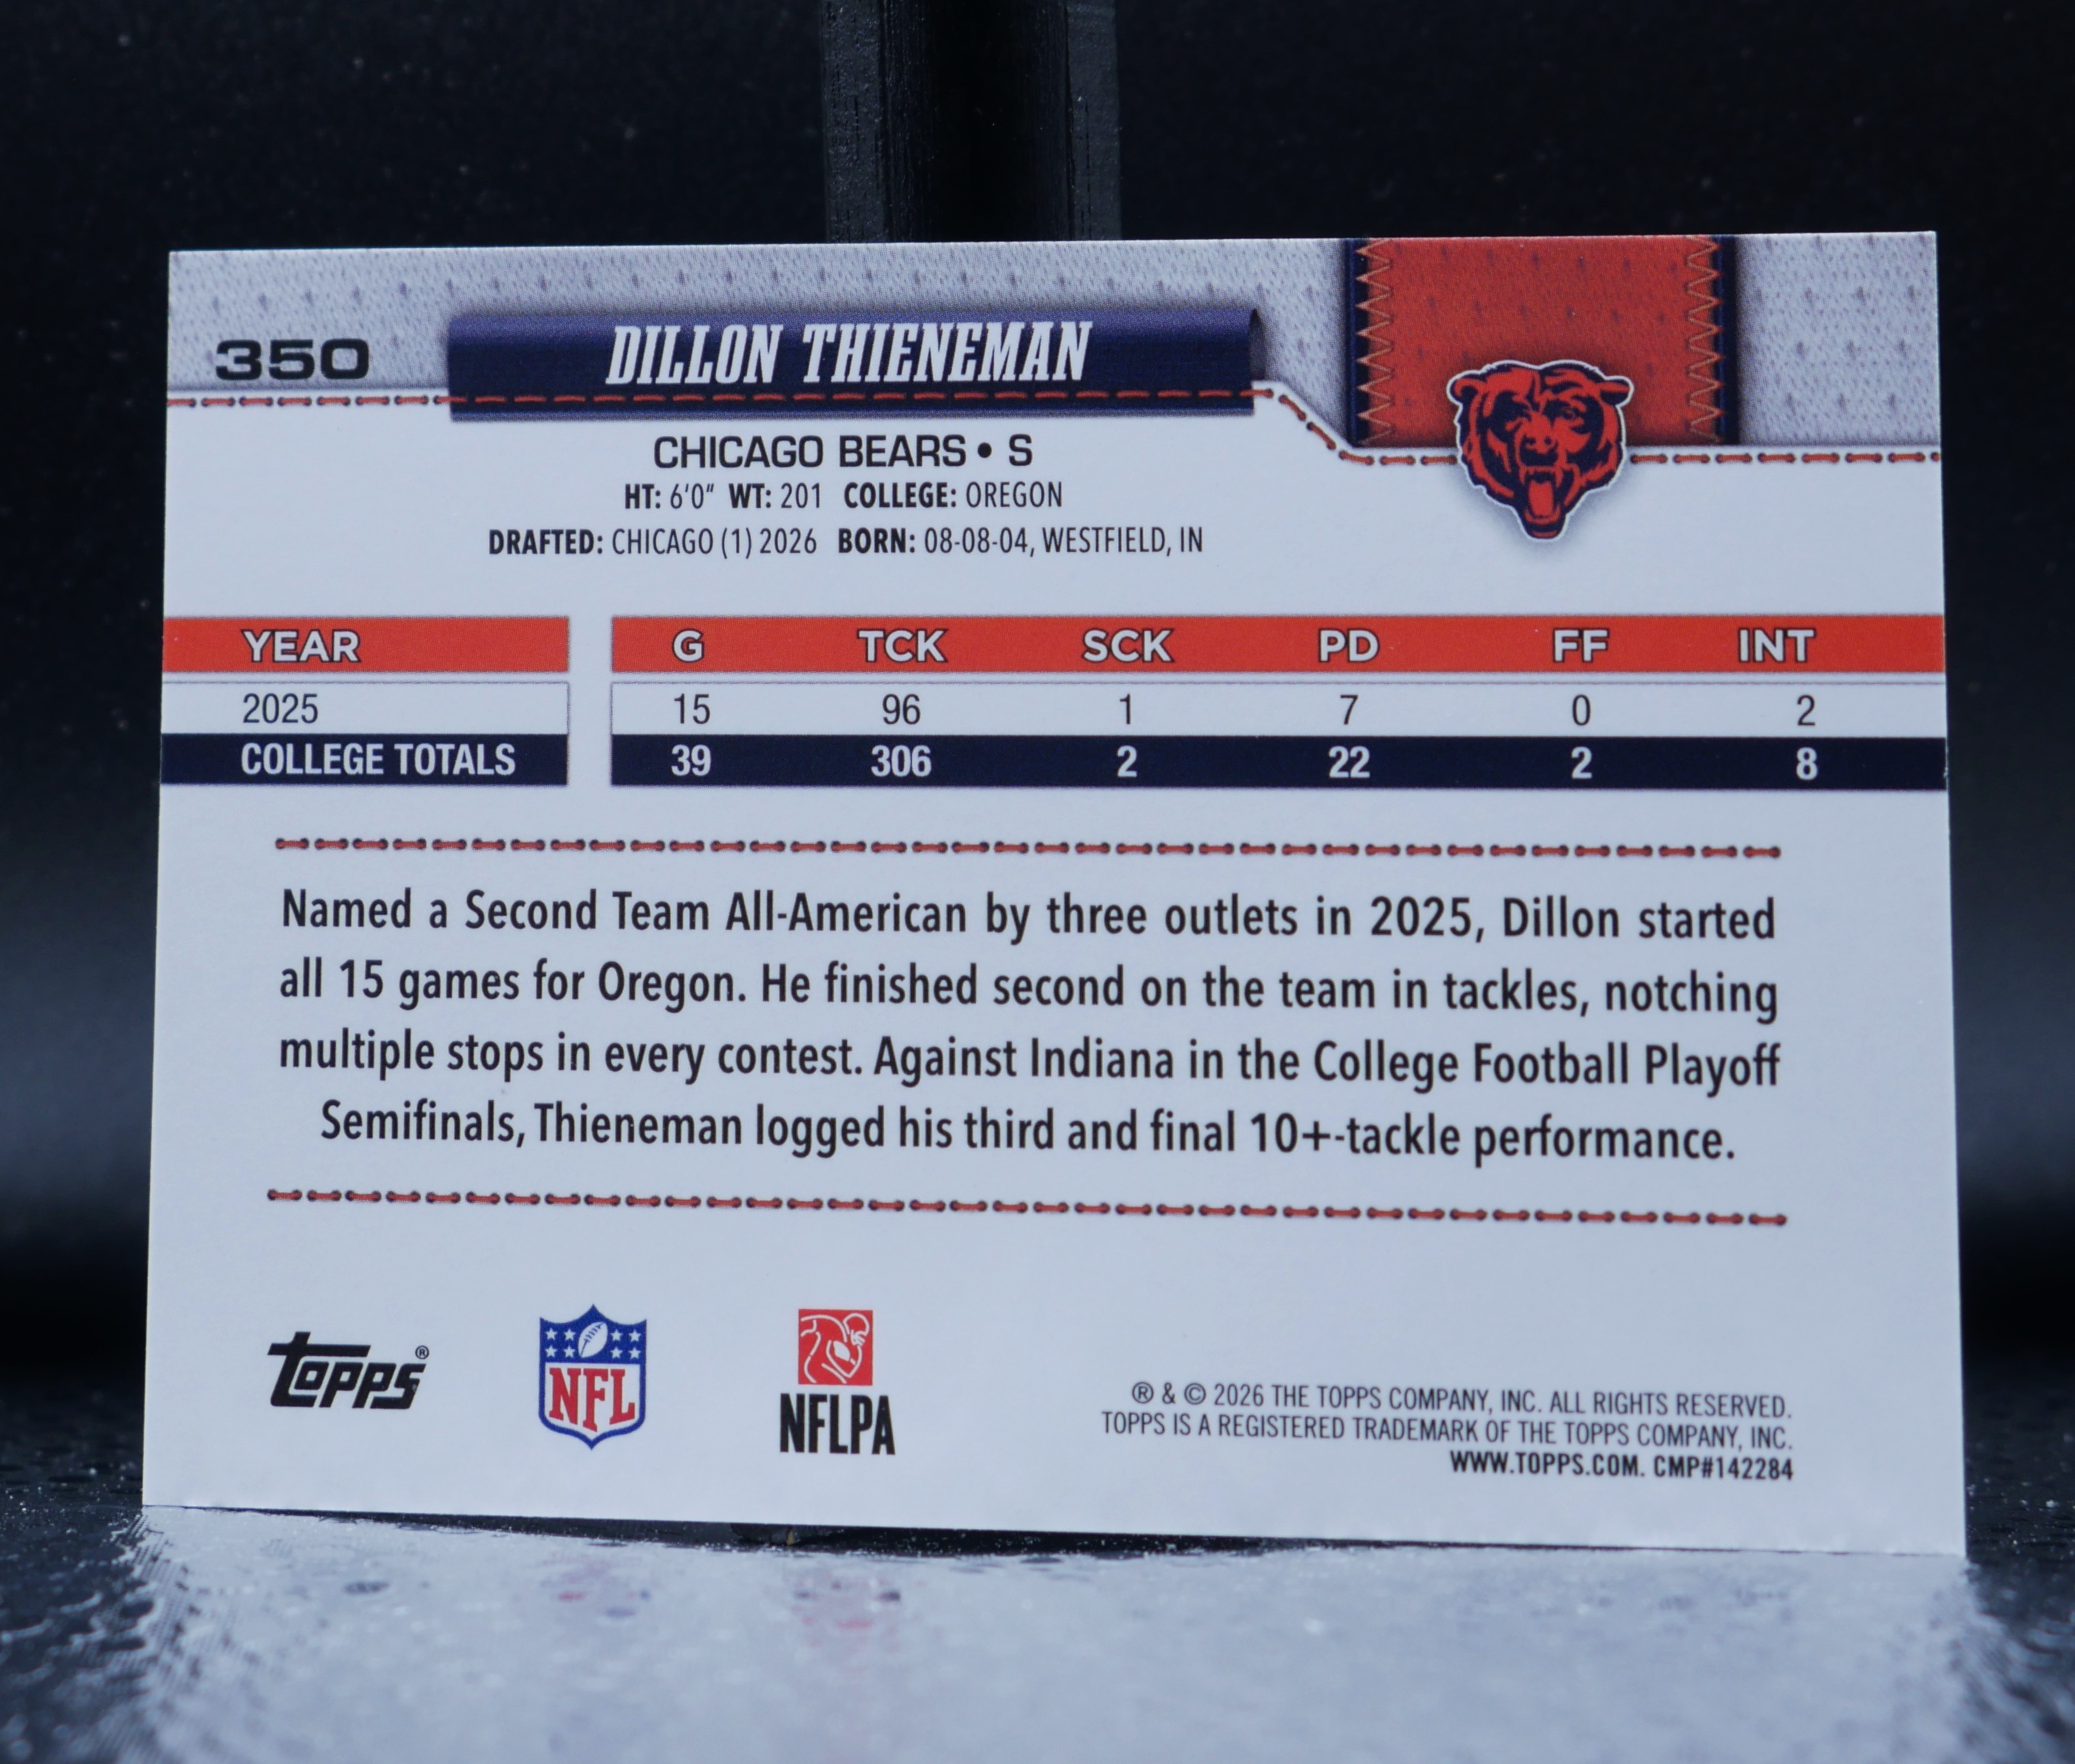 350
DILLON THIENEMAN
CHICAGO BEARS • S
HT: 6'0" WT: 201 COLLEGE: OREGON
DRAFTED: CHICAGO (1) 2026 BORN: 08-08-04, WESTFIELD, IN
YEAR G TCK SCK PD FF INT
2025 15 96 1 7 0 2
COLLEGE TOTALS 39 306 2 22 2 8
Named a Second Team All-American by three outlets in 2025, Dillon started
all 15 games for Oregon. He finished second on the team in tackles, notching
multiple stops in every contest. Against Indiana in the College Football Playoff
Semifinals, Thieneman logged his third and final 10+-tackle performance.
topps®
NFL
NFLPA
® & © 2026 THE TOPPS COMPANY, INC. ALL RIGHTS RESERVED.
TOPPS IS A REGISTERED TRADEMARK OF THE TOPPS COMPANY, INC.
WWW.TOPPS.COM. CMP#142284